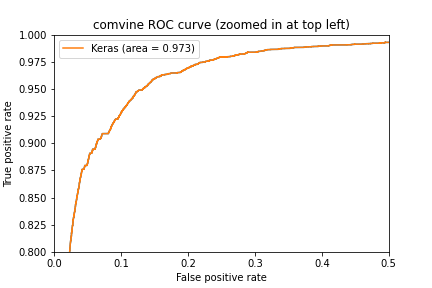 comvine ROC curve (zoomed in at top left)
Keras (area = 0.973)
1.000
0.975
0.950
0.925
0.900
0.875
0.850
0.825
0.800
True positive rate
0.0 0.1 0.2 0.3 0.4 0.5
False positive rate